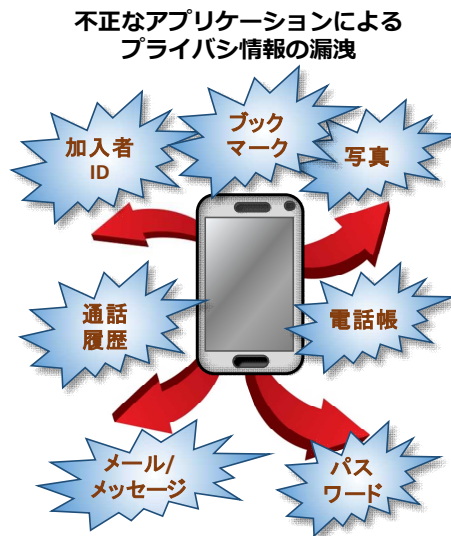 不正なアプリケーションによる
プライバシ情報の漏洩
加入者
ID
ブック
マーク
写真
通話
履歴
電話帳
メール/
メッセージ
パス
ワード